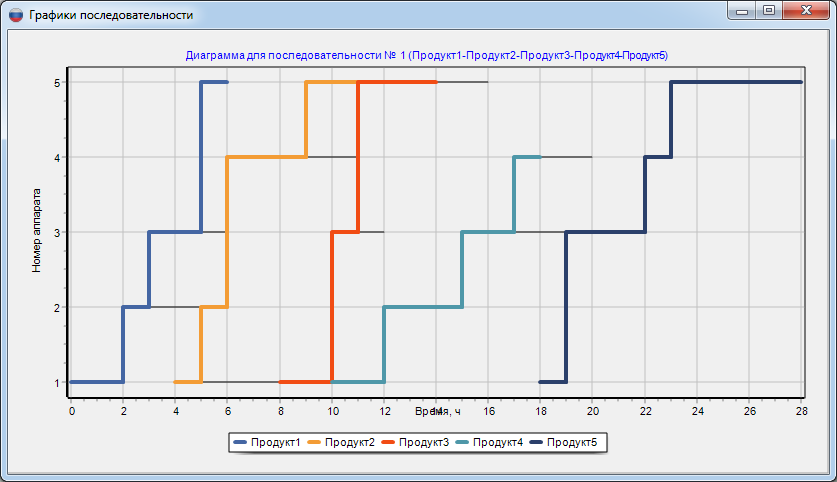 Графики последовательности
Диаграмма для последовательности № 1 (Продукт1-Продукт2-Продукт3-Продукт4-Продукт5)
5
4
3
2
1
Номер аппарата
0 2 4 6 8 10 12 14 16 18 20 22 24 26 28
Время, ч
Продукт1 Продукт2 Продукт3 Продукт4 Продукт5